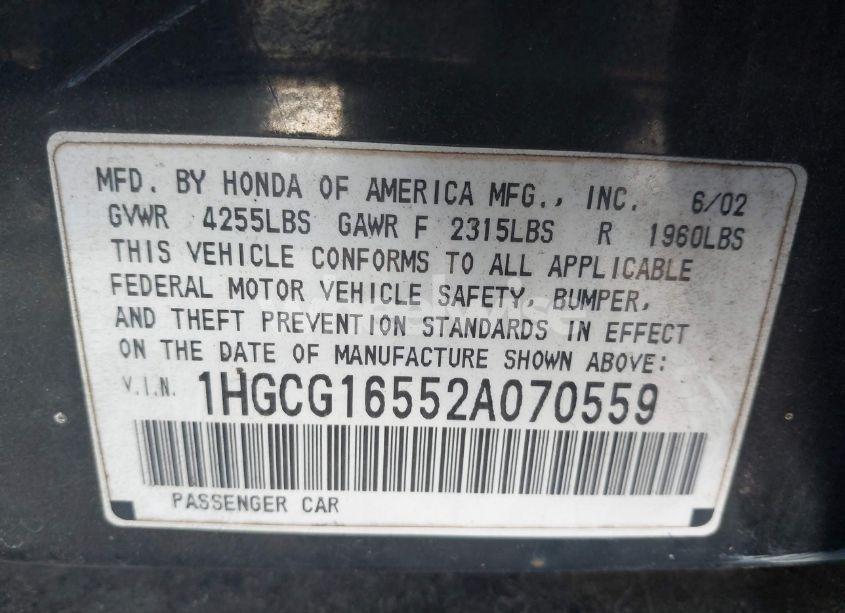 MFD. BY HONDA OF AMERICA MFG., INC. 6/02
GVWR 4255LBS GAWR F 2315LBS R 1960LBS
THIS VEHICLE CONFORMS TO ALL APPLICABLE
FEDERAL MOTOR VEHICLE SAFETY, BUMPER,
AND THEFT PREVENTION STANDARDS IN EFFECT
ON THE DATE OF MANUFACTURE SHOWN ABOVE:
V.I.N. 1HGCG16552A070559
PASSENGER CAR